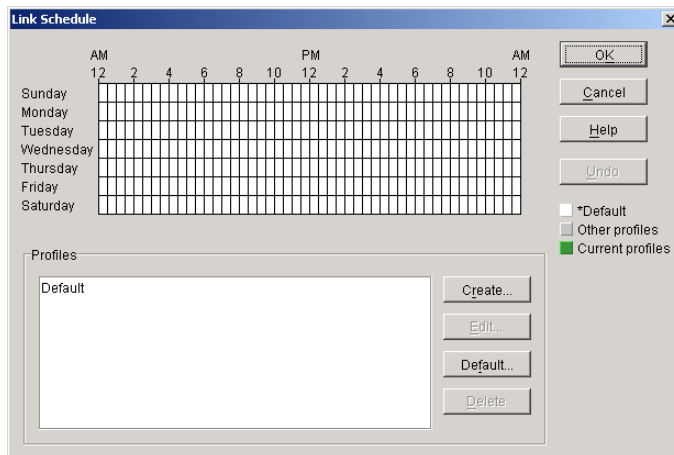 Link Schedule
AM PM AM
12 2 4 6 8 10 12 2 4 6 8 10 12
Sunday
Monday
Tuesday
Wednesday
Thursday
Friday
Saturday
OK
Cancel
Help
Undo
*Default
Other profiles
Current profiles
Profiles
Default
Create...
Edit...
Default...
Delete